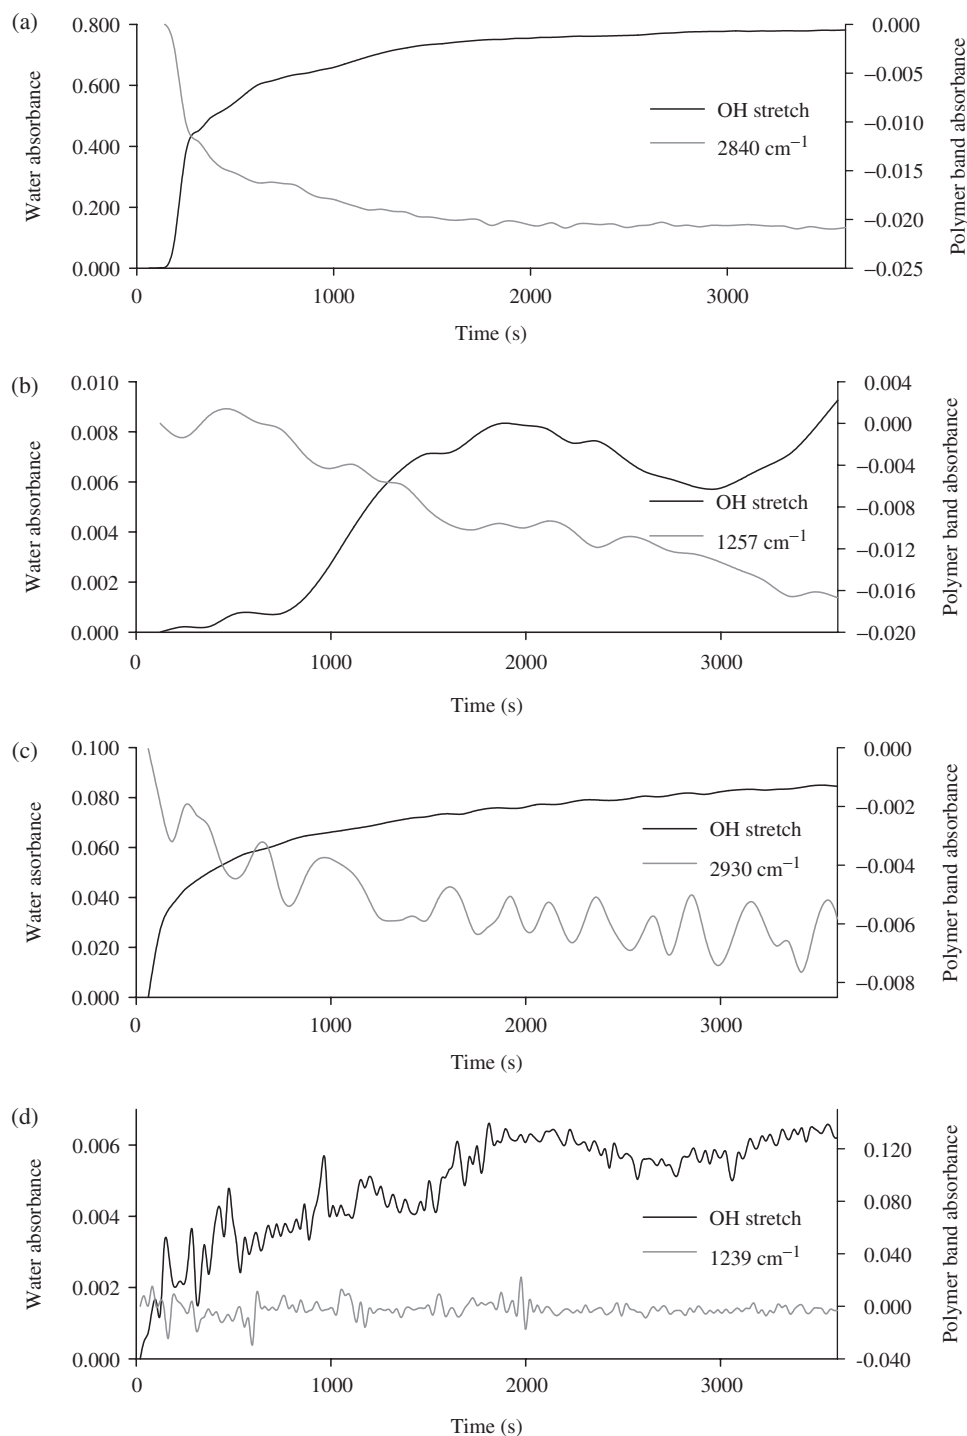 (a)
Water absorbance
0.800
0.600
0.400
0.200
0.000
0.000
−0.005
−0.010
−0.015
−0.020
−0.025
Polymer band absorbance
OH stretch
2840 cm⁻¹
0
1000
2000
3000
Time (s)
(b)
Water absorbance
0.010
0.008
0.006
0.004
0.002
0.000
0.004
0.000
−0.004
−0.008
−0.012
−0.016
−0.020
Polymer band absorbance
OH stretch
1257 cm⁻¹
0
1000
2000
3000
Time (s)
(c)
Water asorbance
0.100
0.080
0.060
0.040
0.020
0.000
0.000
−0.002
−0.004
−0.006
−0.008
Polymer band absorbance
OH stretch
2930 cm⁻¹
0
1000
2000
3000
Time (s)
(d)
Water absorbance
0.006
0.004
0.002
0.000
0.120
0.080
0.040
0.000
-0.040
Polymer band absorbance
OH stretch
1239 cm⁻¹
0
1000
2000
3000
Time (s)